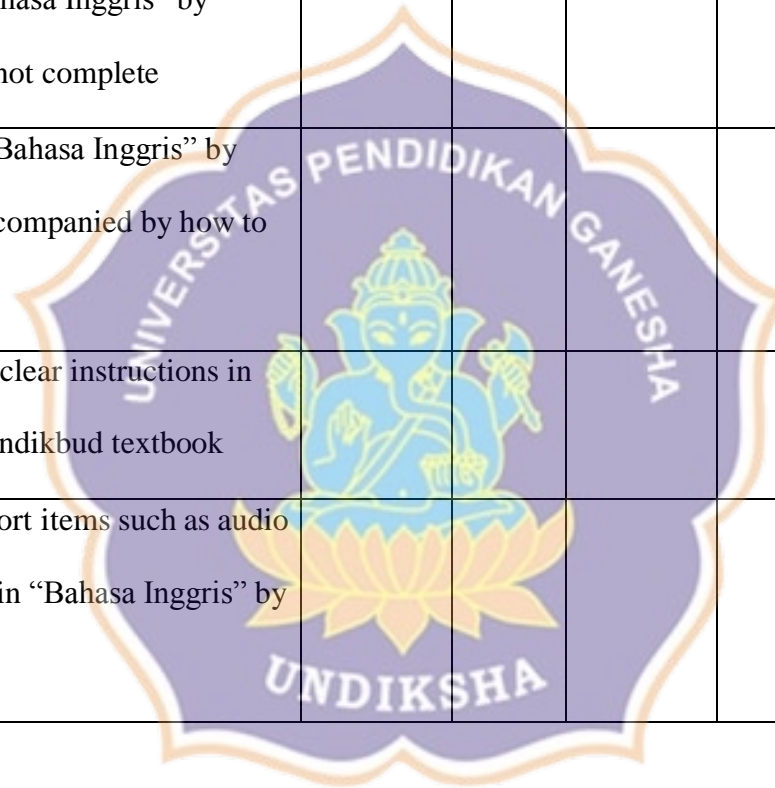 hasa Inggris" by
not complete
Bahasa Inggris” by
companied by how to
clear instructions in
ndikbud textbook
ort items such as audio
in “Bahasa Inggris” by
UNIVERSITAS PENDIDIKAN GANESHA
UNDIKSHA